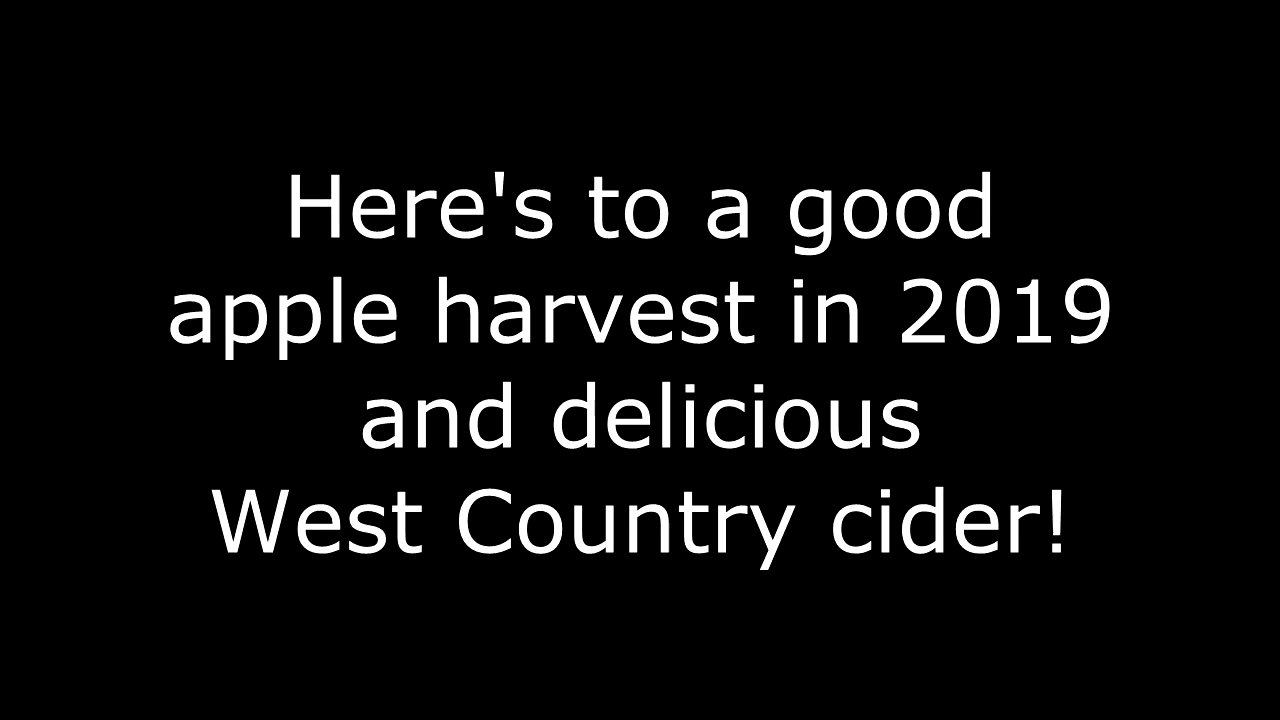 Here's to a good
apple harvest in 2019
and delicious
West Country cider!